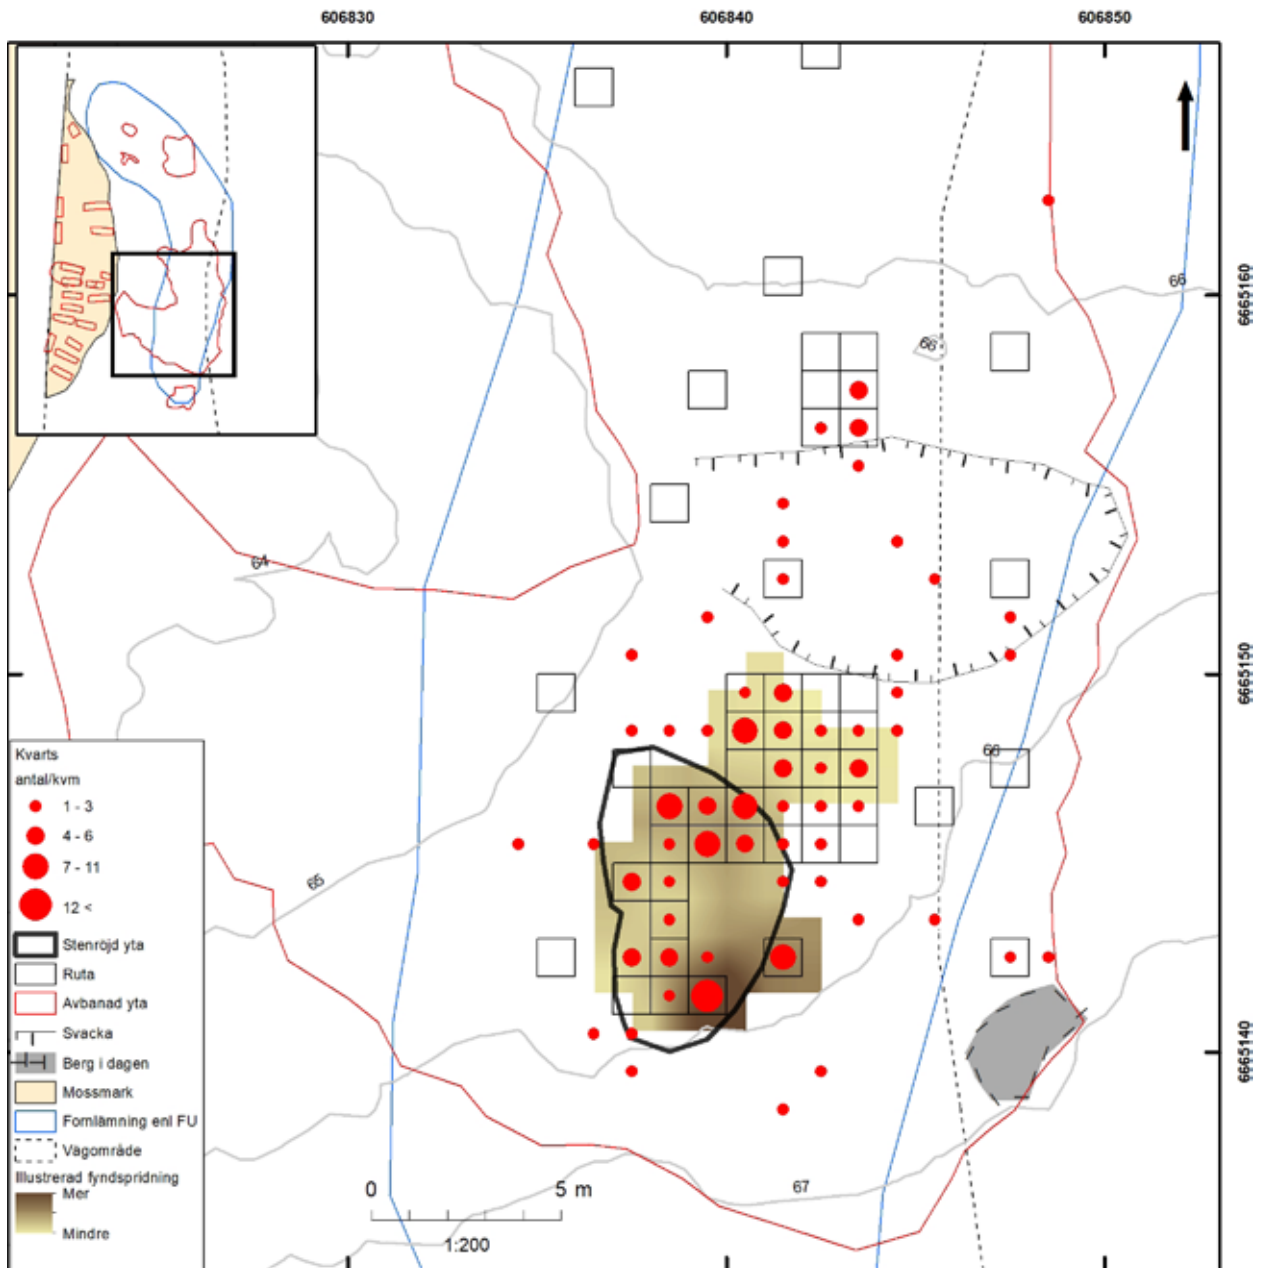 606830
606840
606850
6665160
66
66
64
6665150
66
65
6665140
67
Kvarts
antal/kvm
1 - 3
4 - 6
7 - 11
12 <
Stenröjd yta
Ruta
Avbanad yta
Svacka
Berg i dagen
Mossmark
Fornlämning enl FU
Vägområde
Illustrerad fyndspridning
Mer
Mindre
0 5 m
1:200